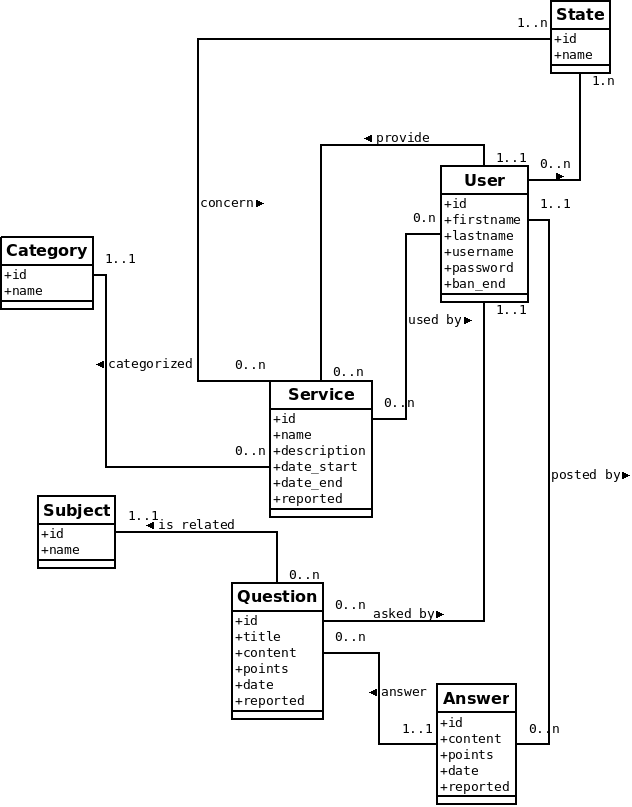 State
1..n
+id
+name
1.n
◄ provide
1..1
0..n
User
+id
+firstname
+lastname
+username
+password
+ban_end
1..1
concern►
0.n
Category
+id
+name
1..1
1..1
used by►
◄ categorized
0..n
0..n
Service
+id
+name
+description
+date_start
+date_end
+reported
0..n
0..n
posted by►
Subject
+id
+name
1..1
◄ is related
0..n
Question
+id
+title
+content
+points
+date
+reported
0..n
asked by►
0..n
◄ answer
Answer
+id
+content
+points
+date
+reported
1..1
0..n